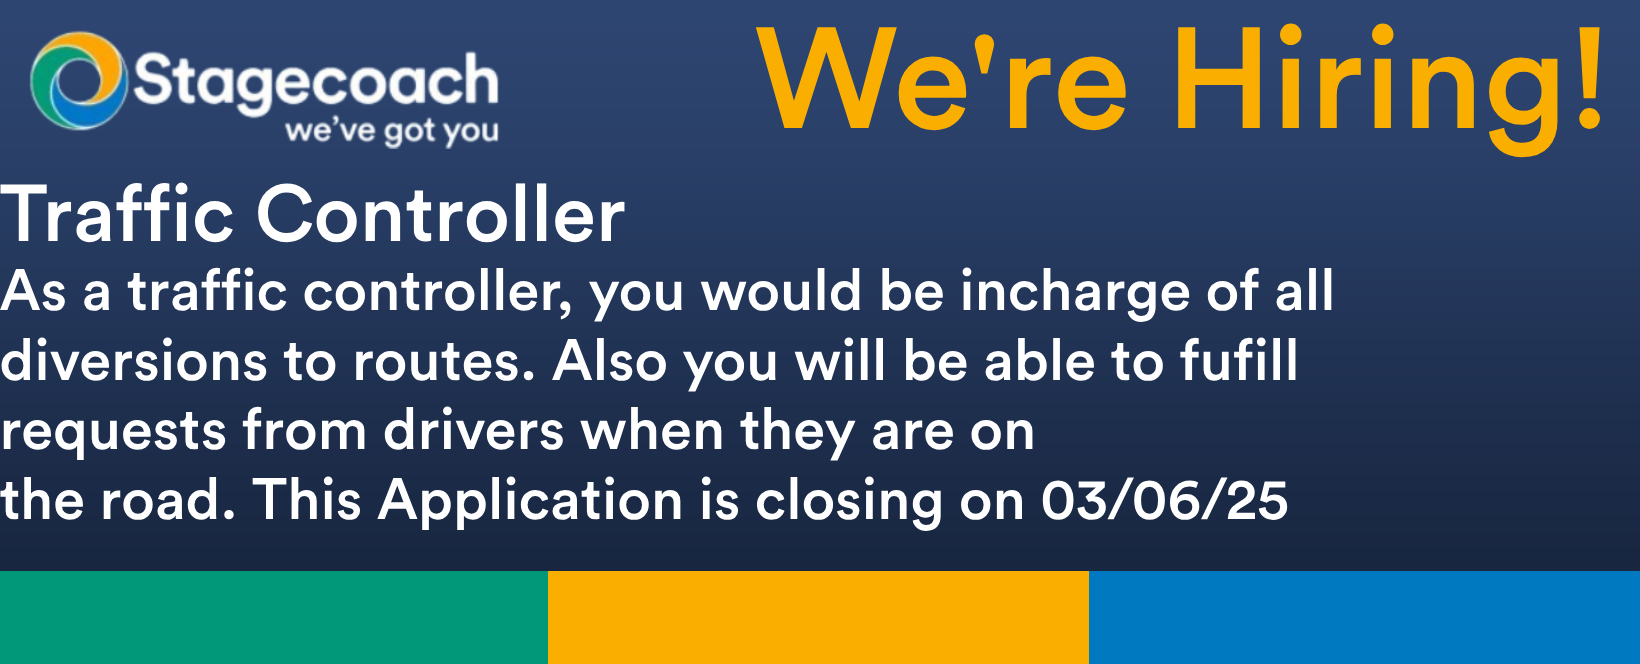 Stagecoach
we've got you
We're Hiring!
Traffic Controller
As a traffic controller, you would be incharge of all
diversions to routes. Also you will be able to fufill
requests from drivers when they are on
the road. This Application is closing on 03/06/25